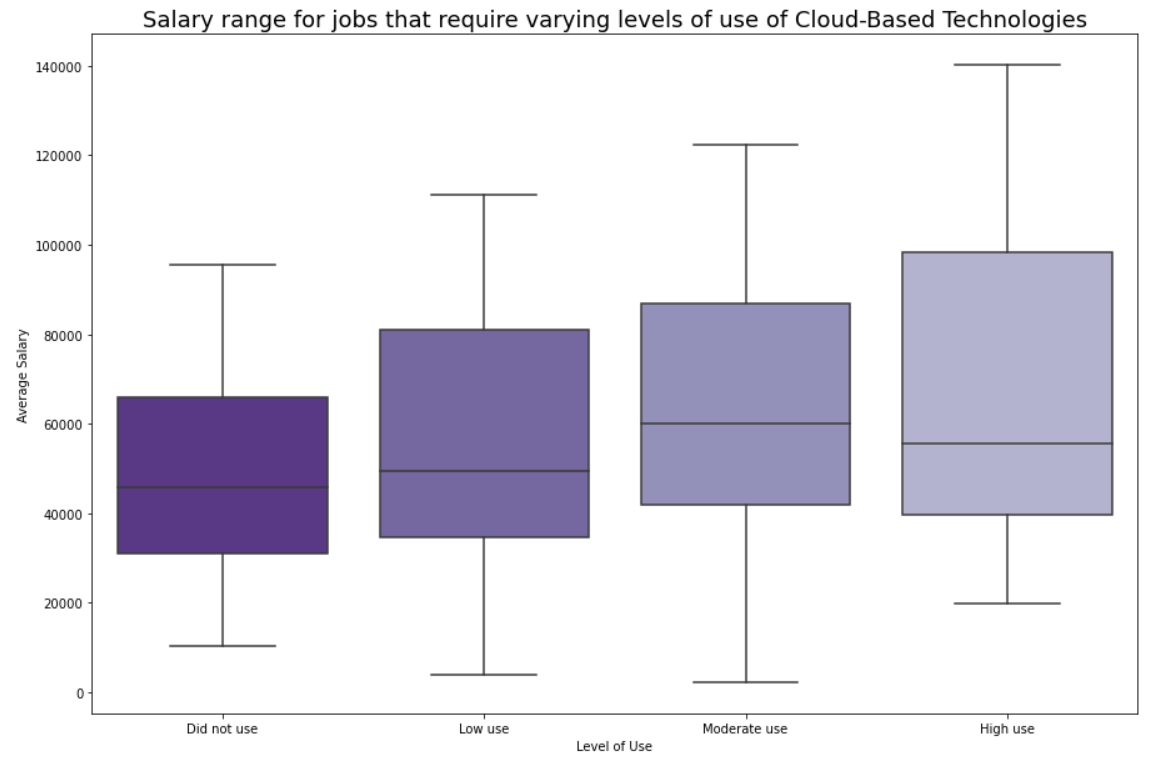 Salary range for jobs that require varying levels of use of Cloud-Based Technologies
140000
120000
100000
80000
60000
40000
20000
0
Average Salary
Did not use
Low use
Moderate use
High use
Level of Use